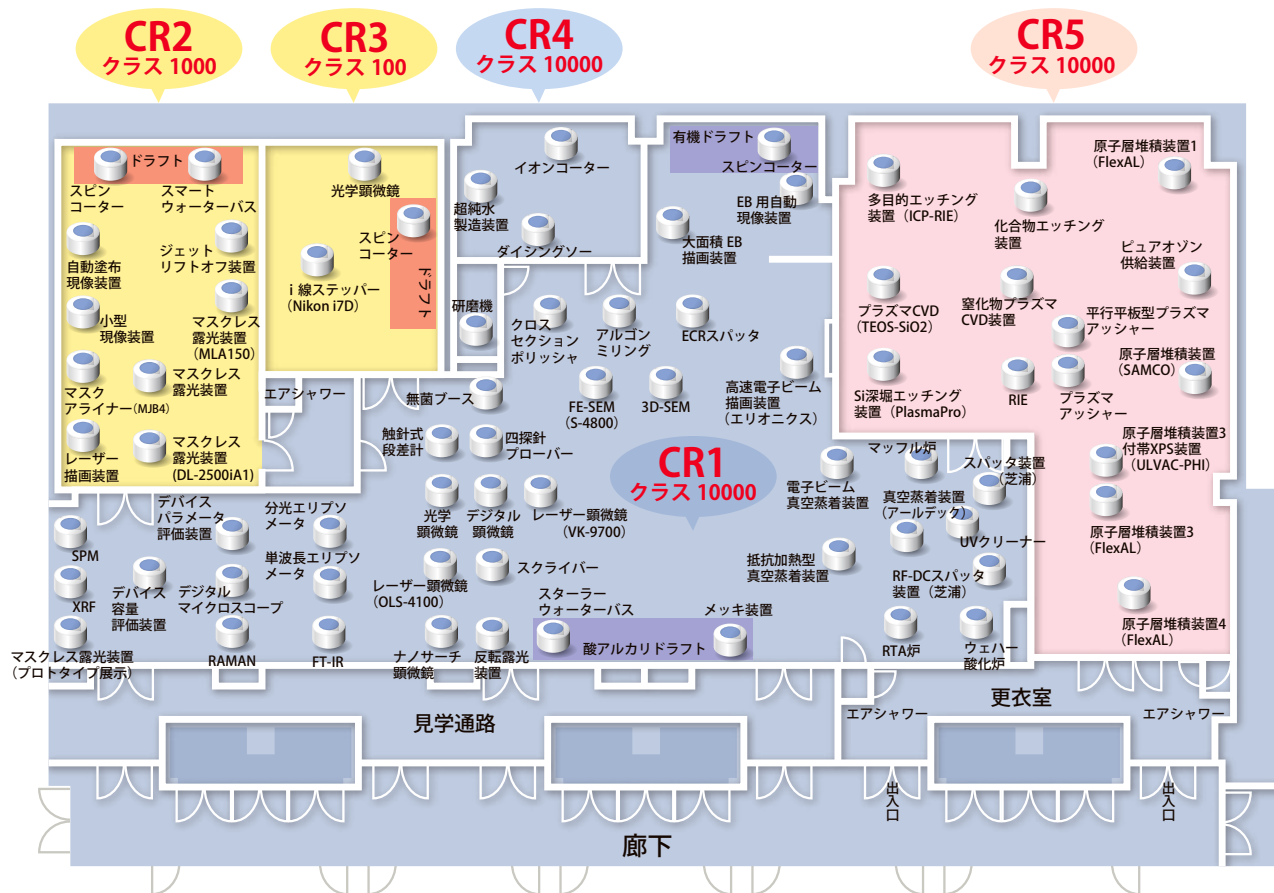 CR2
クラス 1000
CR3
クラス 100
CR4
クラス 10000
CR5
クラス 10000
ドラフト
スピン
コーター
スマート
ウォーターバス
自動塗布
現像装置
ジェット
リフトオフ装置
小型
現像装置
マスクレス
露光装置
(MLA150)
マスク
アライナー(MJB4)
マスクレス
露光装置
レーザー
描画装置
マスクレス
露光装置
(DL-2500iA1)
光学顕微鏡
スピン
コーター
ドラフト
i 線ステッパー
(Nikon i7D)
エアシャワー
イオンコーター
超純水
製造装置
ダイシングソー
研磨機
有機ドラフト
スピンコーター
EB 用自動
現像装置
大面積 EB
描画装置
クロス
セクション
ポリッシャ
アルゴン
ミリング
ECRスパッタ
無菌ブース
FE-SEM
(S-4800)
3D-SEM
高速電子ビーム
描画装置
(エリオニクス)
触針式
段差計
四探針
プローバー
CR1
クラス 10000
光学
顕微鏡
デジタル
顕微鏡
レーザー顕微鏡
(VK-9700)
電子ビーム
真空蒸着装置
マッフル炉
スパッタ装置
(芝浦)
真空蒸着装置
(アールデック)
UVクリーナー
抵抗加熱型
真空蒸着装置
RF-DCスパッタ
装置(芝浦)
RTA炉
ウェハー
酸化炉
SPM
デバイス
パラメータ
評価装置
分光エリプソ
メータ
単波長エリプソ
メータ
XRF
デバイス
容量
評価装置
デジタル
マイクロスコープ
レーザー顕微鏡
(OLS-4100)
スクライバー
スターラー
ウォーターバス
メッキ装置
酸アルカリドラフト
マスクレス露光装置
(プロトタイプ展示)
RAMAN
FT-IR
ナノサーチ
顕微鏡
反転露光
装置
多目的エッチング
装置(ICP-RIE)
化合物エッチング
装置
原子層堆積装置1
(FlexAL)
ピュアオゾン
供給装置
プラズマCVD
(TEOS-SiO2)
窒化物プラズマ
CVD装置
平行平板型プラズマ
アッシャー
原子層堆積装置
(SAMCO)
Si深堀エッチング
装置(PlasmaPro)
RIE
プラズマ
アッシャー
原子層堆積装置3
付帯XPS装置
(ULVAC-PHI)
原子層堆積装置3
(FlexAL)
原子層堆積装置4
(FlexAL)
見学通路
エアシャワー
更衣室
エアシャワー
出入口
出入口
廊下